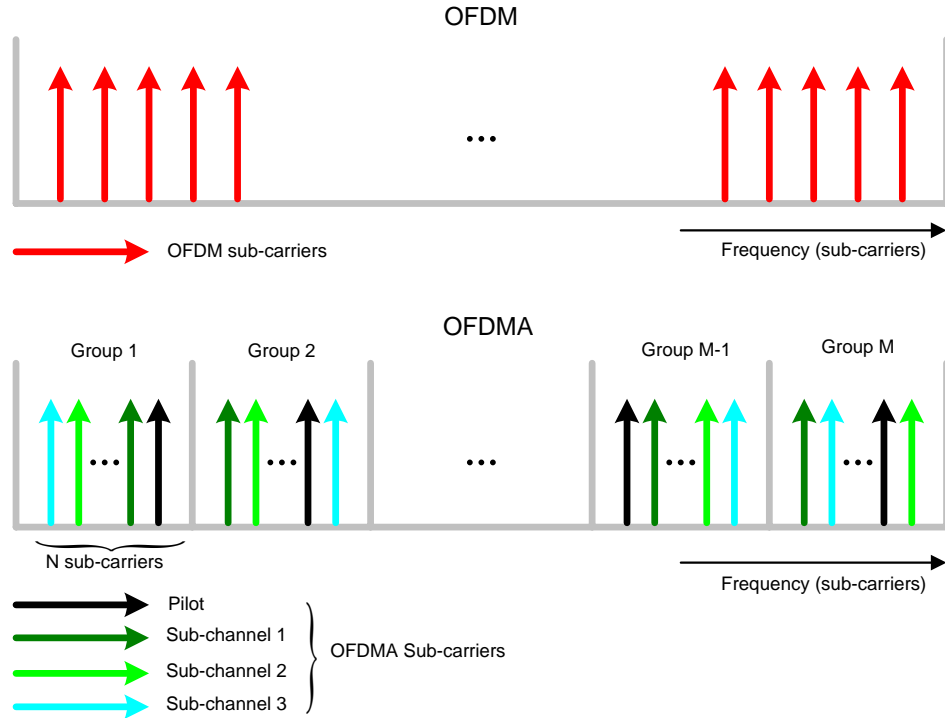 OFDM
...
OFDM sub-carriers
Frequency (sub-carriers)
OFDMA
Group 1
Group 2
Group M-1
Group M
... ... ... ... ...
N sub-carriers
Frequency (sub-carriers)
Pilot
Sub-channel 1
Sub-channel 2
Sub-channel 3
OFDMA Sub-carriers